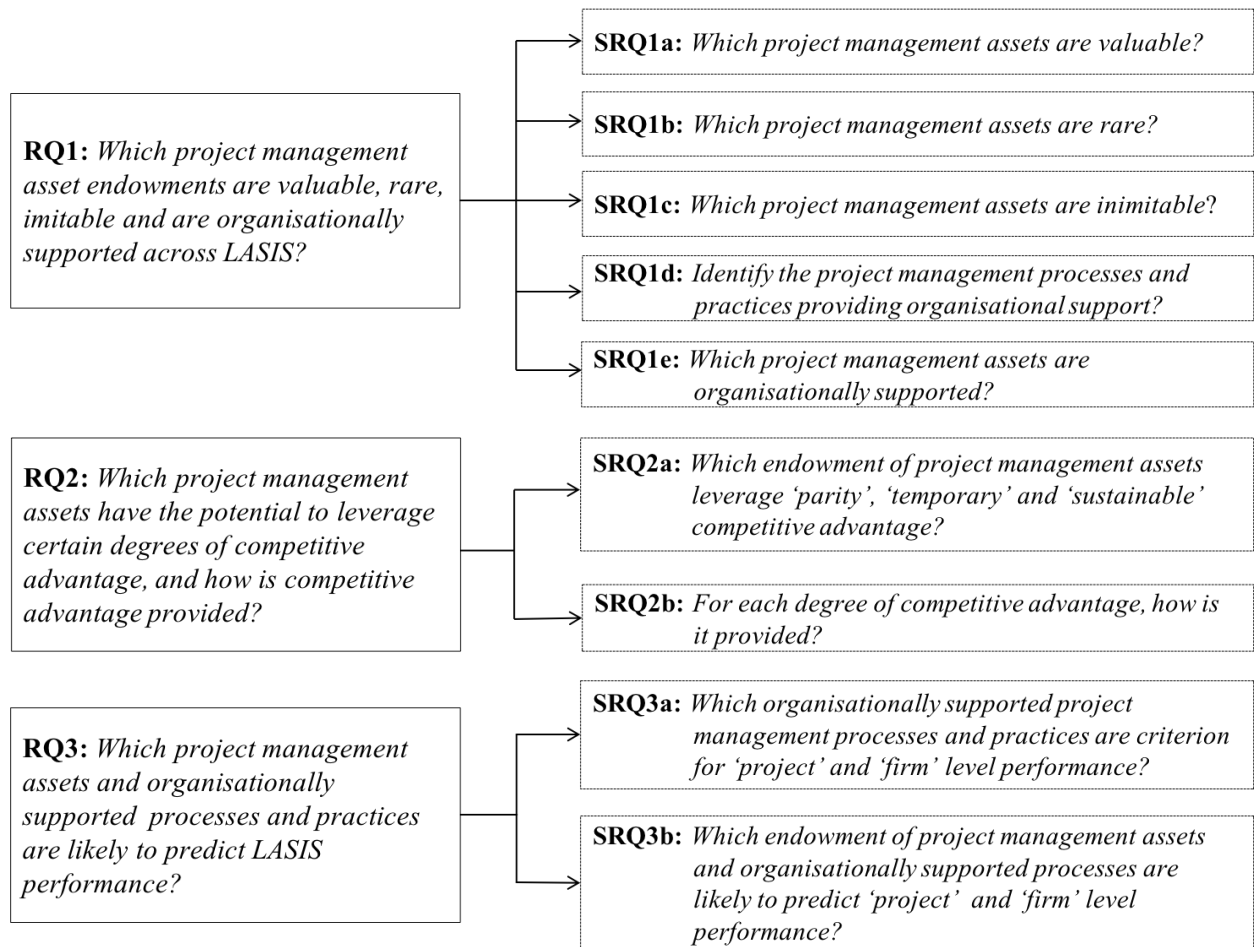 RQ1: Which project management
asset endowments are valuable, rare,
imitable and are organisationally
supported across LASIS?
SRQ1a: Which project management assets are valuable?
SRQ1b: Which project management assets are rare?
SRQ1c: Which project management assets are inimitable?
SRQ1d: Identify the project management processes and
practices providing organisational support?
SRQ1e: Which project management assets are
organisationally supported?
RQ2: Which project management
assets have the potential to leverage
certain degrees of competitive
advantage, and how is competitive
advantage provided?
SRQ2a: Which endowment of project management assets
leverage ‘parity’, ‘temporary’ and ‘sustainable’
competitive advantage?
SRQ2b: For each degree of competitive advantage, how is
it provided?
RQ3: Which project management
assets and organisationally
supported processes and practices
are likely to predict LASIS
performance?
SRQ3a: Which organisationally supported project
management processes and practices are criterion
for ‘project’ and ‘firm’ level performance?
SRQ3b: Which endowment of project management assets
and organisationally supported processes are
likely to predict ‘project’ and ‘firm’ level
performance?